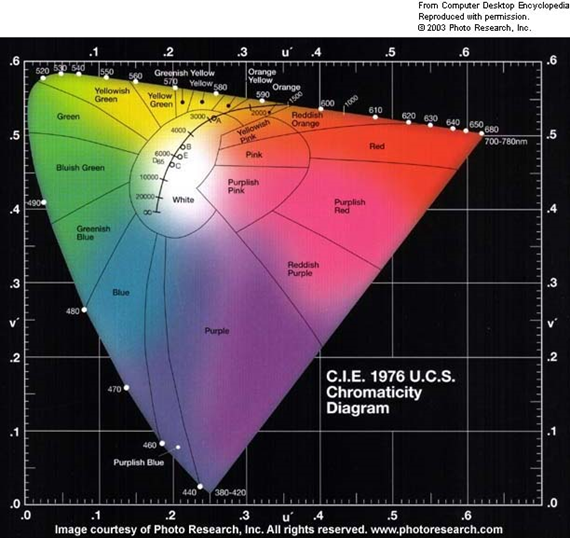 From Computer Desktop Encyclopedia
Reproduced with permission.
© 2003 Photo Research, Inc.
.1 .2 .3 u´ .4 .5 .6
.6 .6
520 530 540 550 560 570 Greenish Yellow 580 Orange Yellow 590 Orange 600 610 620 630 640 650 680
700-780nm
Yellowish Green
Yellow Green
Yellow
1500
1000
2000
3000
A
Reddish Orange
Green
4000
Yellowish Pink
Red
.5 .5
B
E
6000
D65
C
Pink
Bluish Green
10000
Purplish Pink
20000
White
∞
490
Purplish Red
.4 .4
Greenish Blue
Reddish Purple
.3 .3
Blue
480
v´ v´
Purple
.2 .2
C.I.E. 1976 U.C.S.
Chromaticity
Diagram
470
.1 .1
460
Purplish Blue
440
380-420
.0 .0
.0 .1 .2 u´ .3 .4 .5 .6
Image courtesy of Photo Research, Inc. All rights reserved. www.photoresearch.com